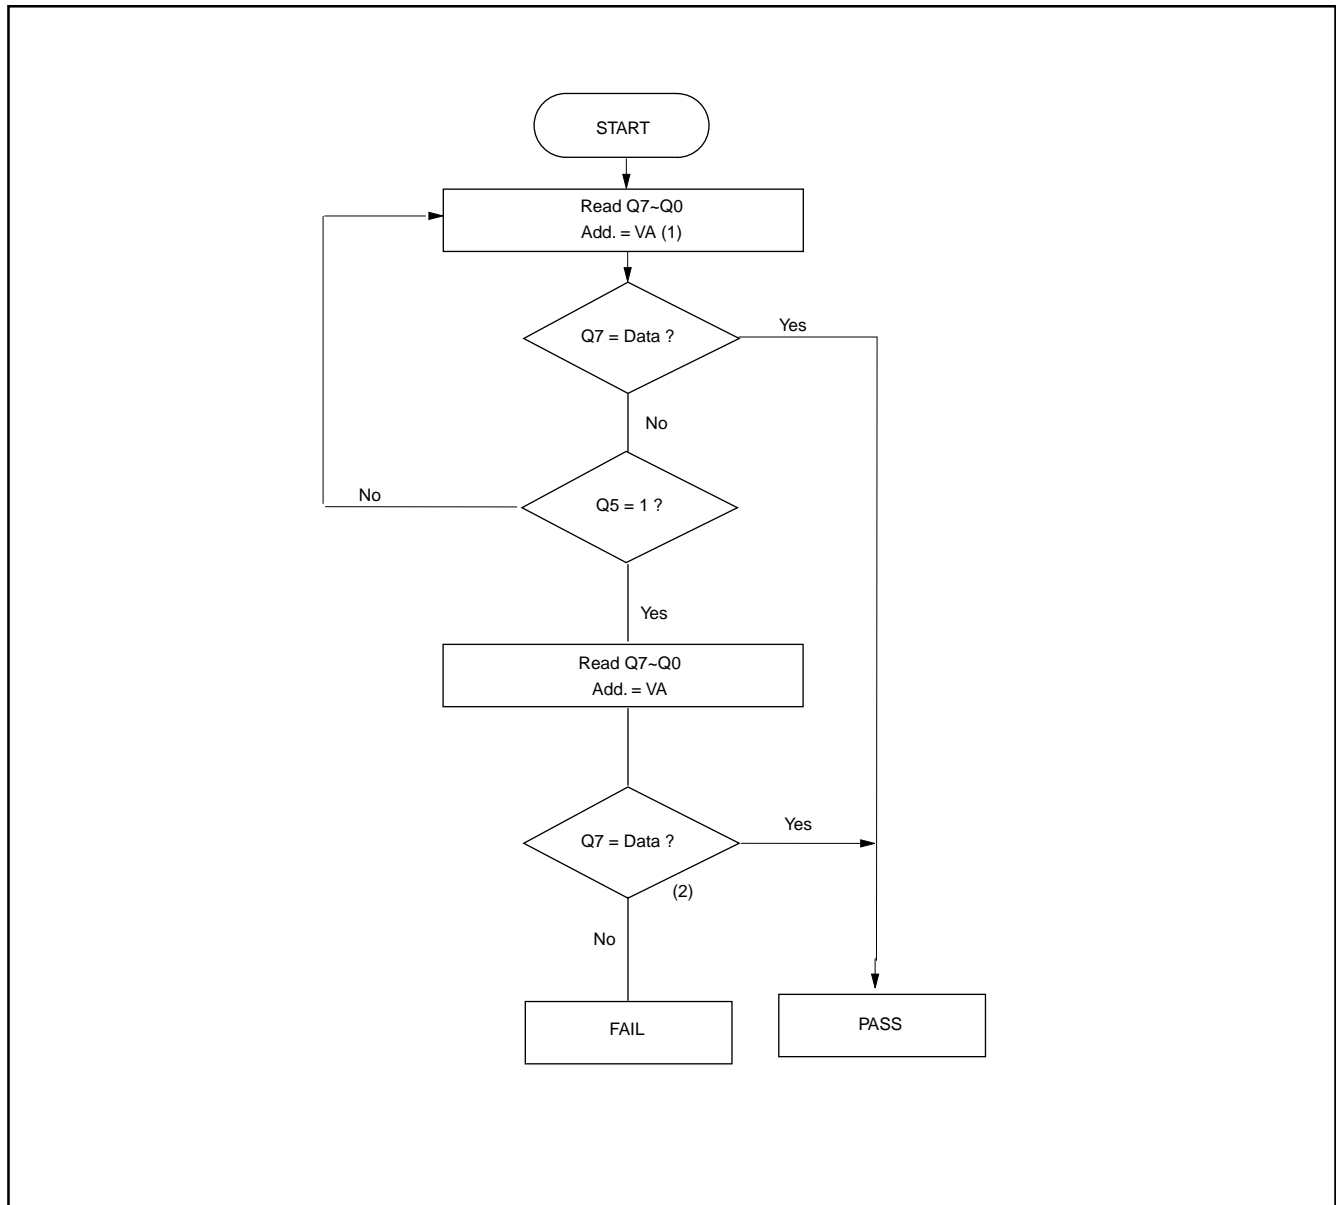 START
Read Q7~Q0
Add. = VA (1)
Q7 = Data ?
Yes
No
Q5 = 1 ?
No
Yes
Read Q7~Q0
Add. = VA
Q7 = Data ?
Yes
(2)
No
FAIL
PASS